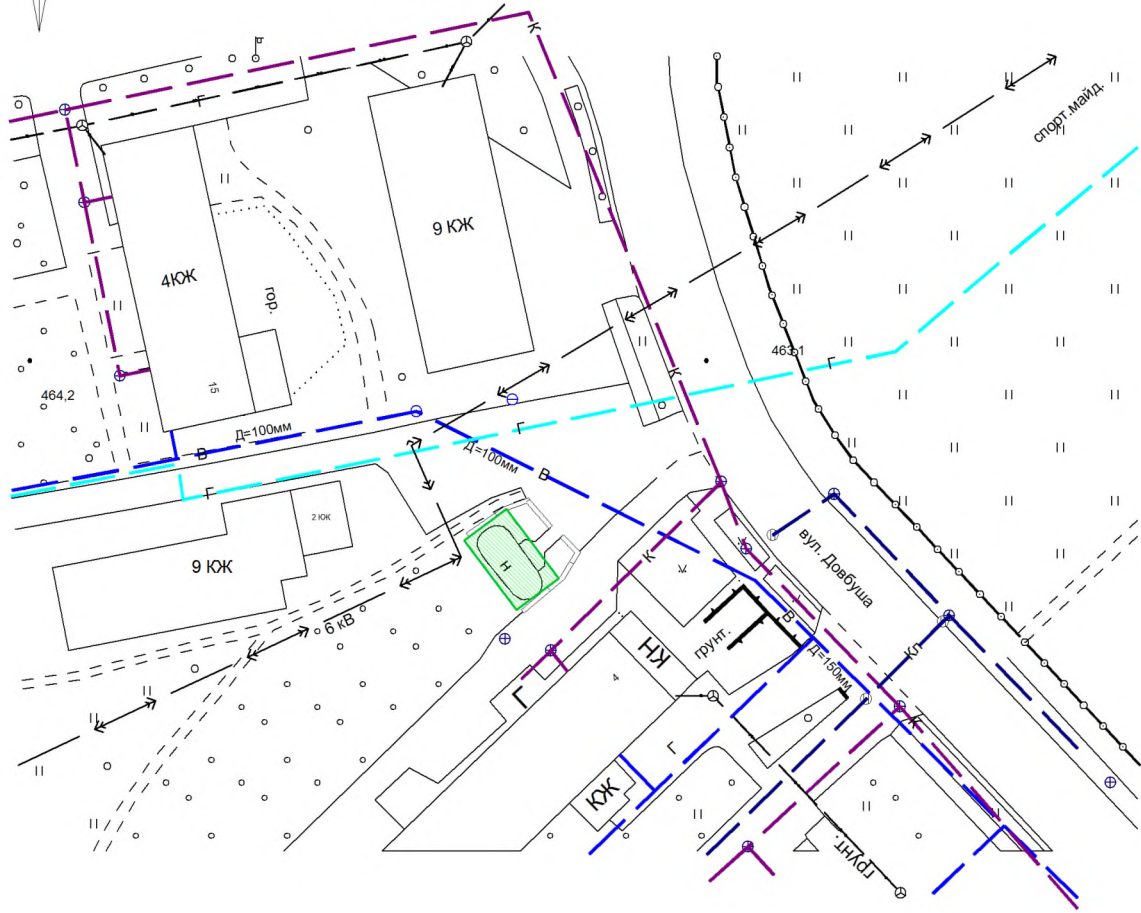 К
Г
спорт.майд.
9 КЖ
4КЖ
гор.
463,1
Г
К
15
464,2
Д=100мм
В
Г
Д=100мм
В
Г
2 КЖ
9 КЖ
Н
К
вул. Довбуша
6 кВ
В
грунт.
КН
Д=150мм
КЛ
4
Г
К
Г
КЖ
грунт.